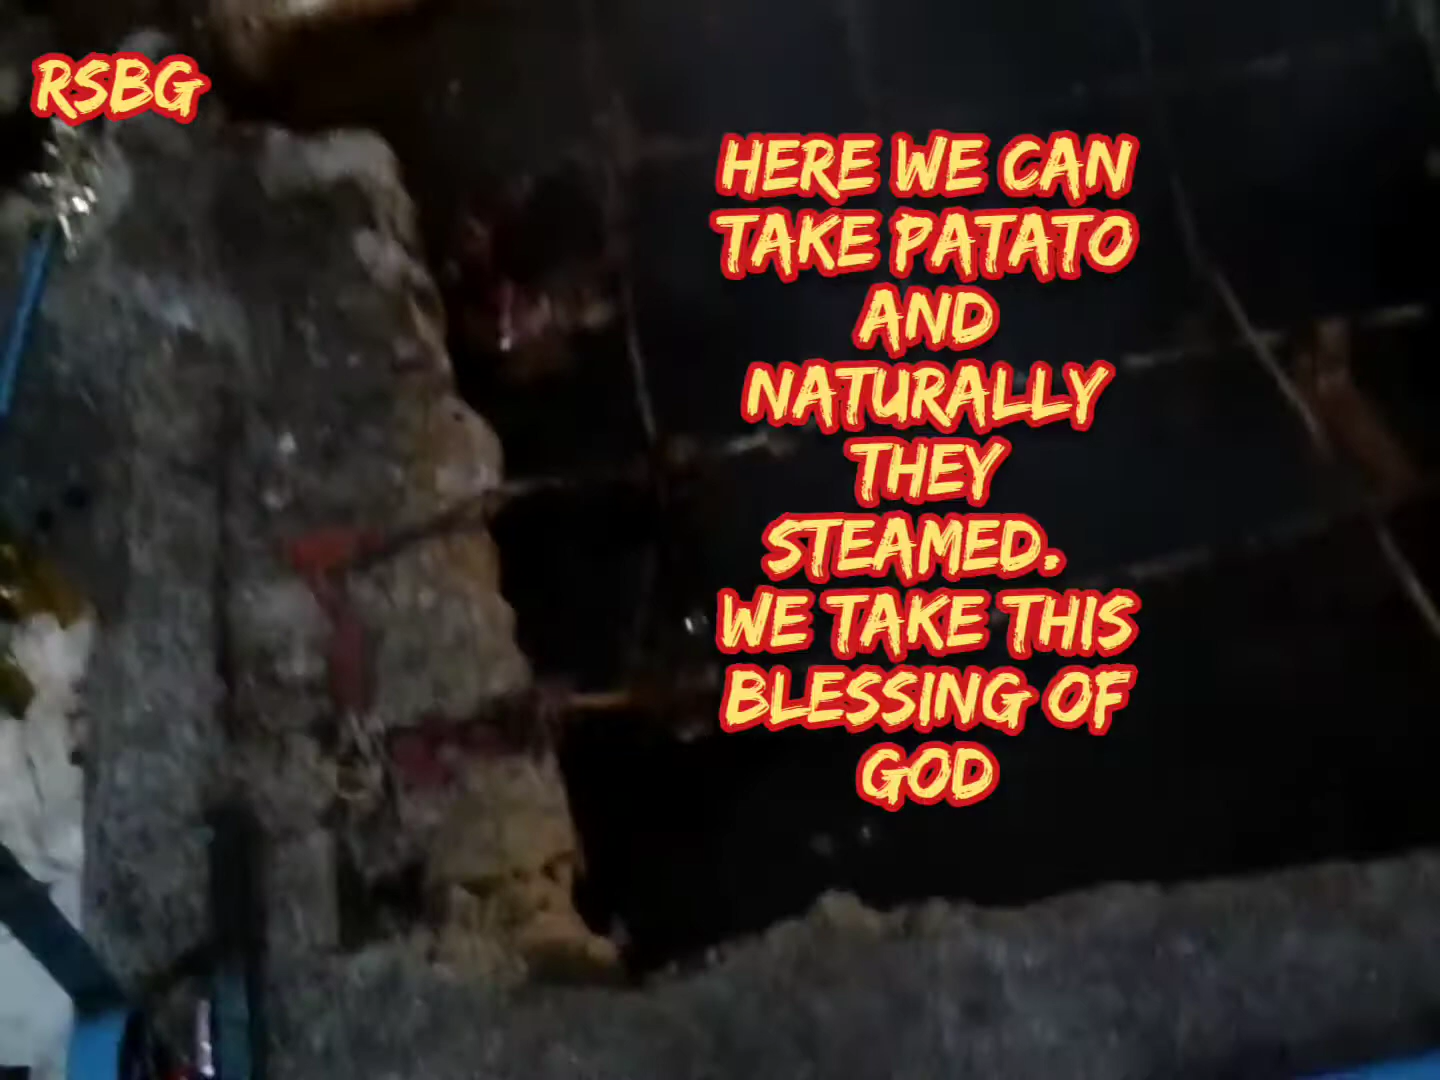 RSBG
HERE WE CAN
TAKE PATATO
AND
NATURALLY
THEY
STEAMED.
WE TAKE THIS
BLESSING OF
GOD